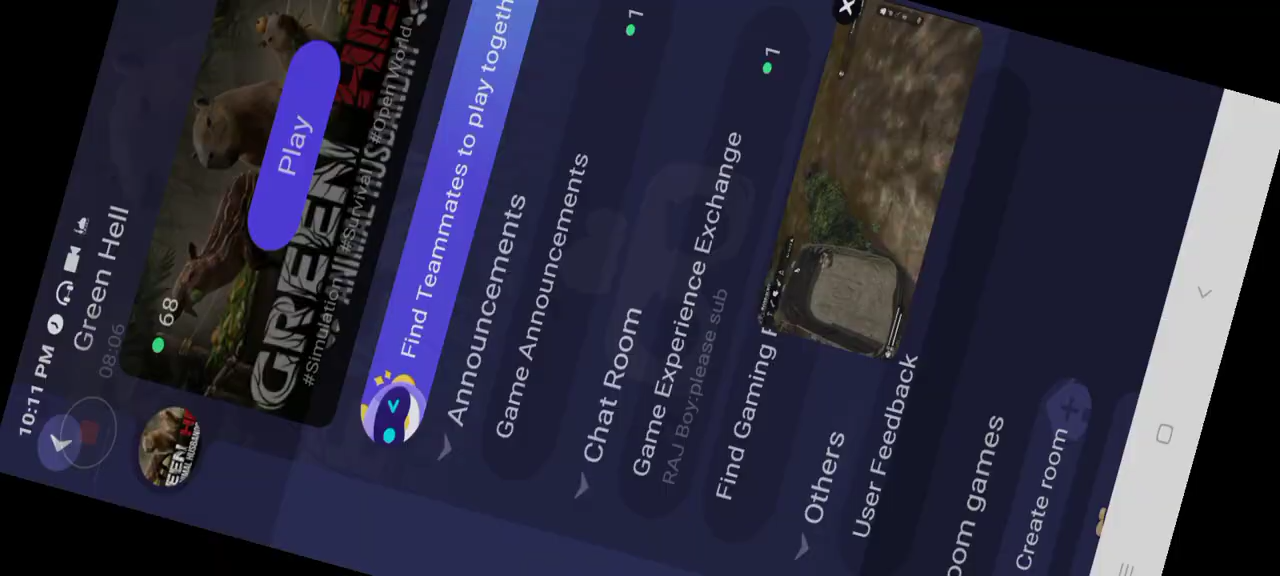 10:11 PM
Green Hell
08:06
68
Play
GREEN HE
ANIMAL HUSBANDRY
#Simulation #Survival #OpenWorld
Find Teammates to play togeth
Announcements
Game Announcements
Chat Room
1
Game Experience Exchange
RAJ Boy:please sub
1
Find Gaming
Others
User Feedback
oom games
Create room